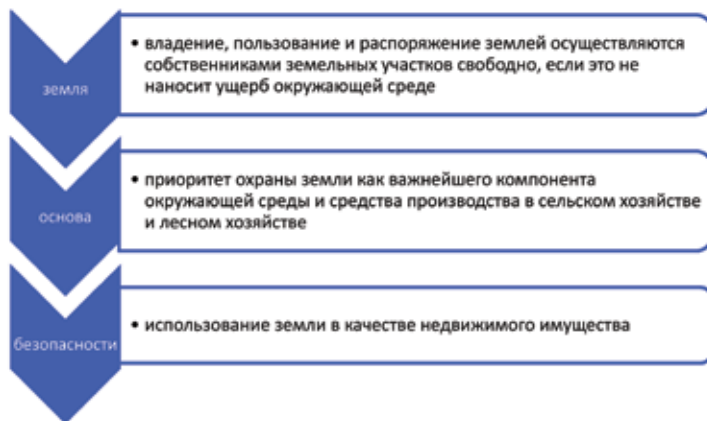 земля
• владение, пользование и распоряжение землей осуществляются
собственниками земельных участков свободно, если это не
наносит ущерб окружающей среде
основа
• приоритет охраны земли как важнейшего компонента
окружающей среды и средства производства в сельском хозяйстве
и лесном хозяйстве
безопасности
• использование земли в качестве недвижимого имущества